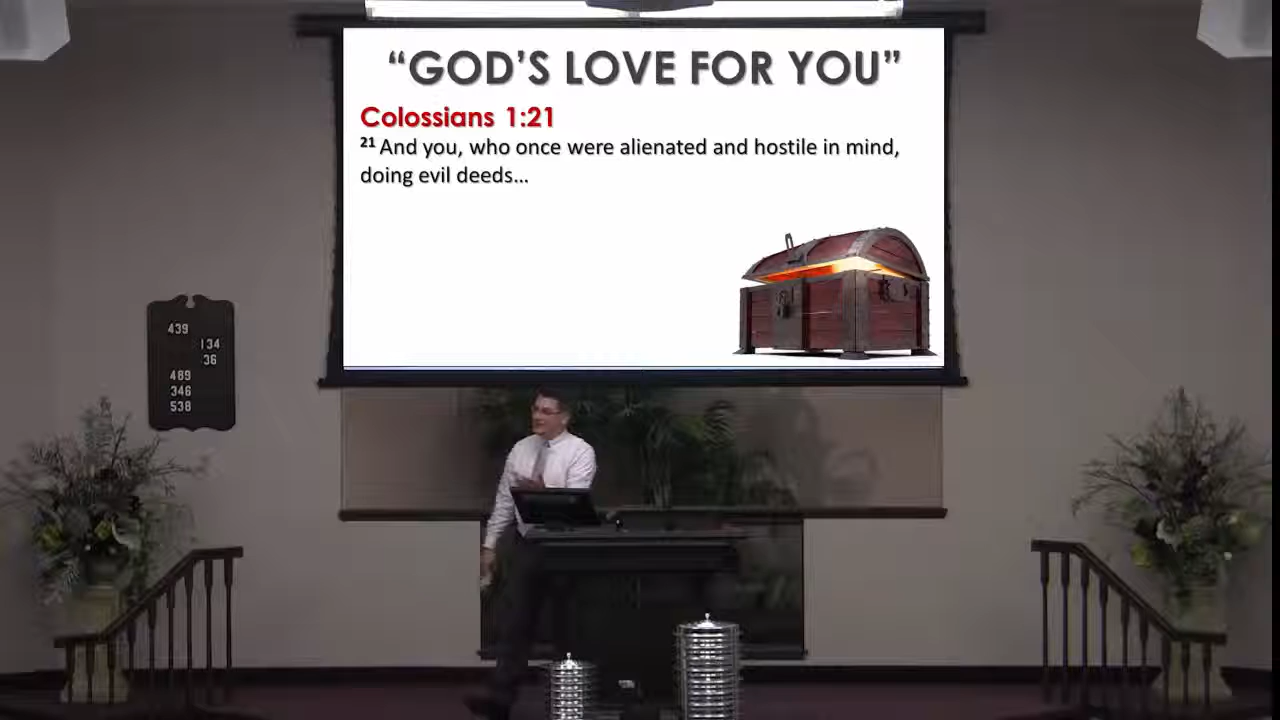 “GOD’S LOVE FOR YOU”
Colossians 1:21
21 And you, who once were alienated and hostile in mind,
doing evil deeds…
439
134
36
489
346
538